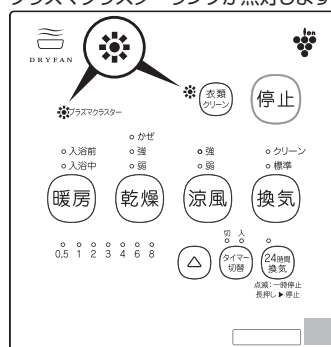 プラズマクラスターランプが点灯します
DRYFAN
ion
プラズマクラスター
衣類
クリーン
停止
かぜ
入浴前
強
強
クリーン
入浴中
弱
弱
標準
暖房
乾燥
涼風
換気
切 入
0.5 1 2 3 4 6 8
タイマー
切替
24時間
換気
点滅:一時停止
長押し▶停止